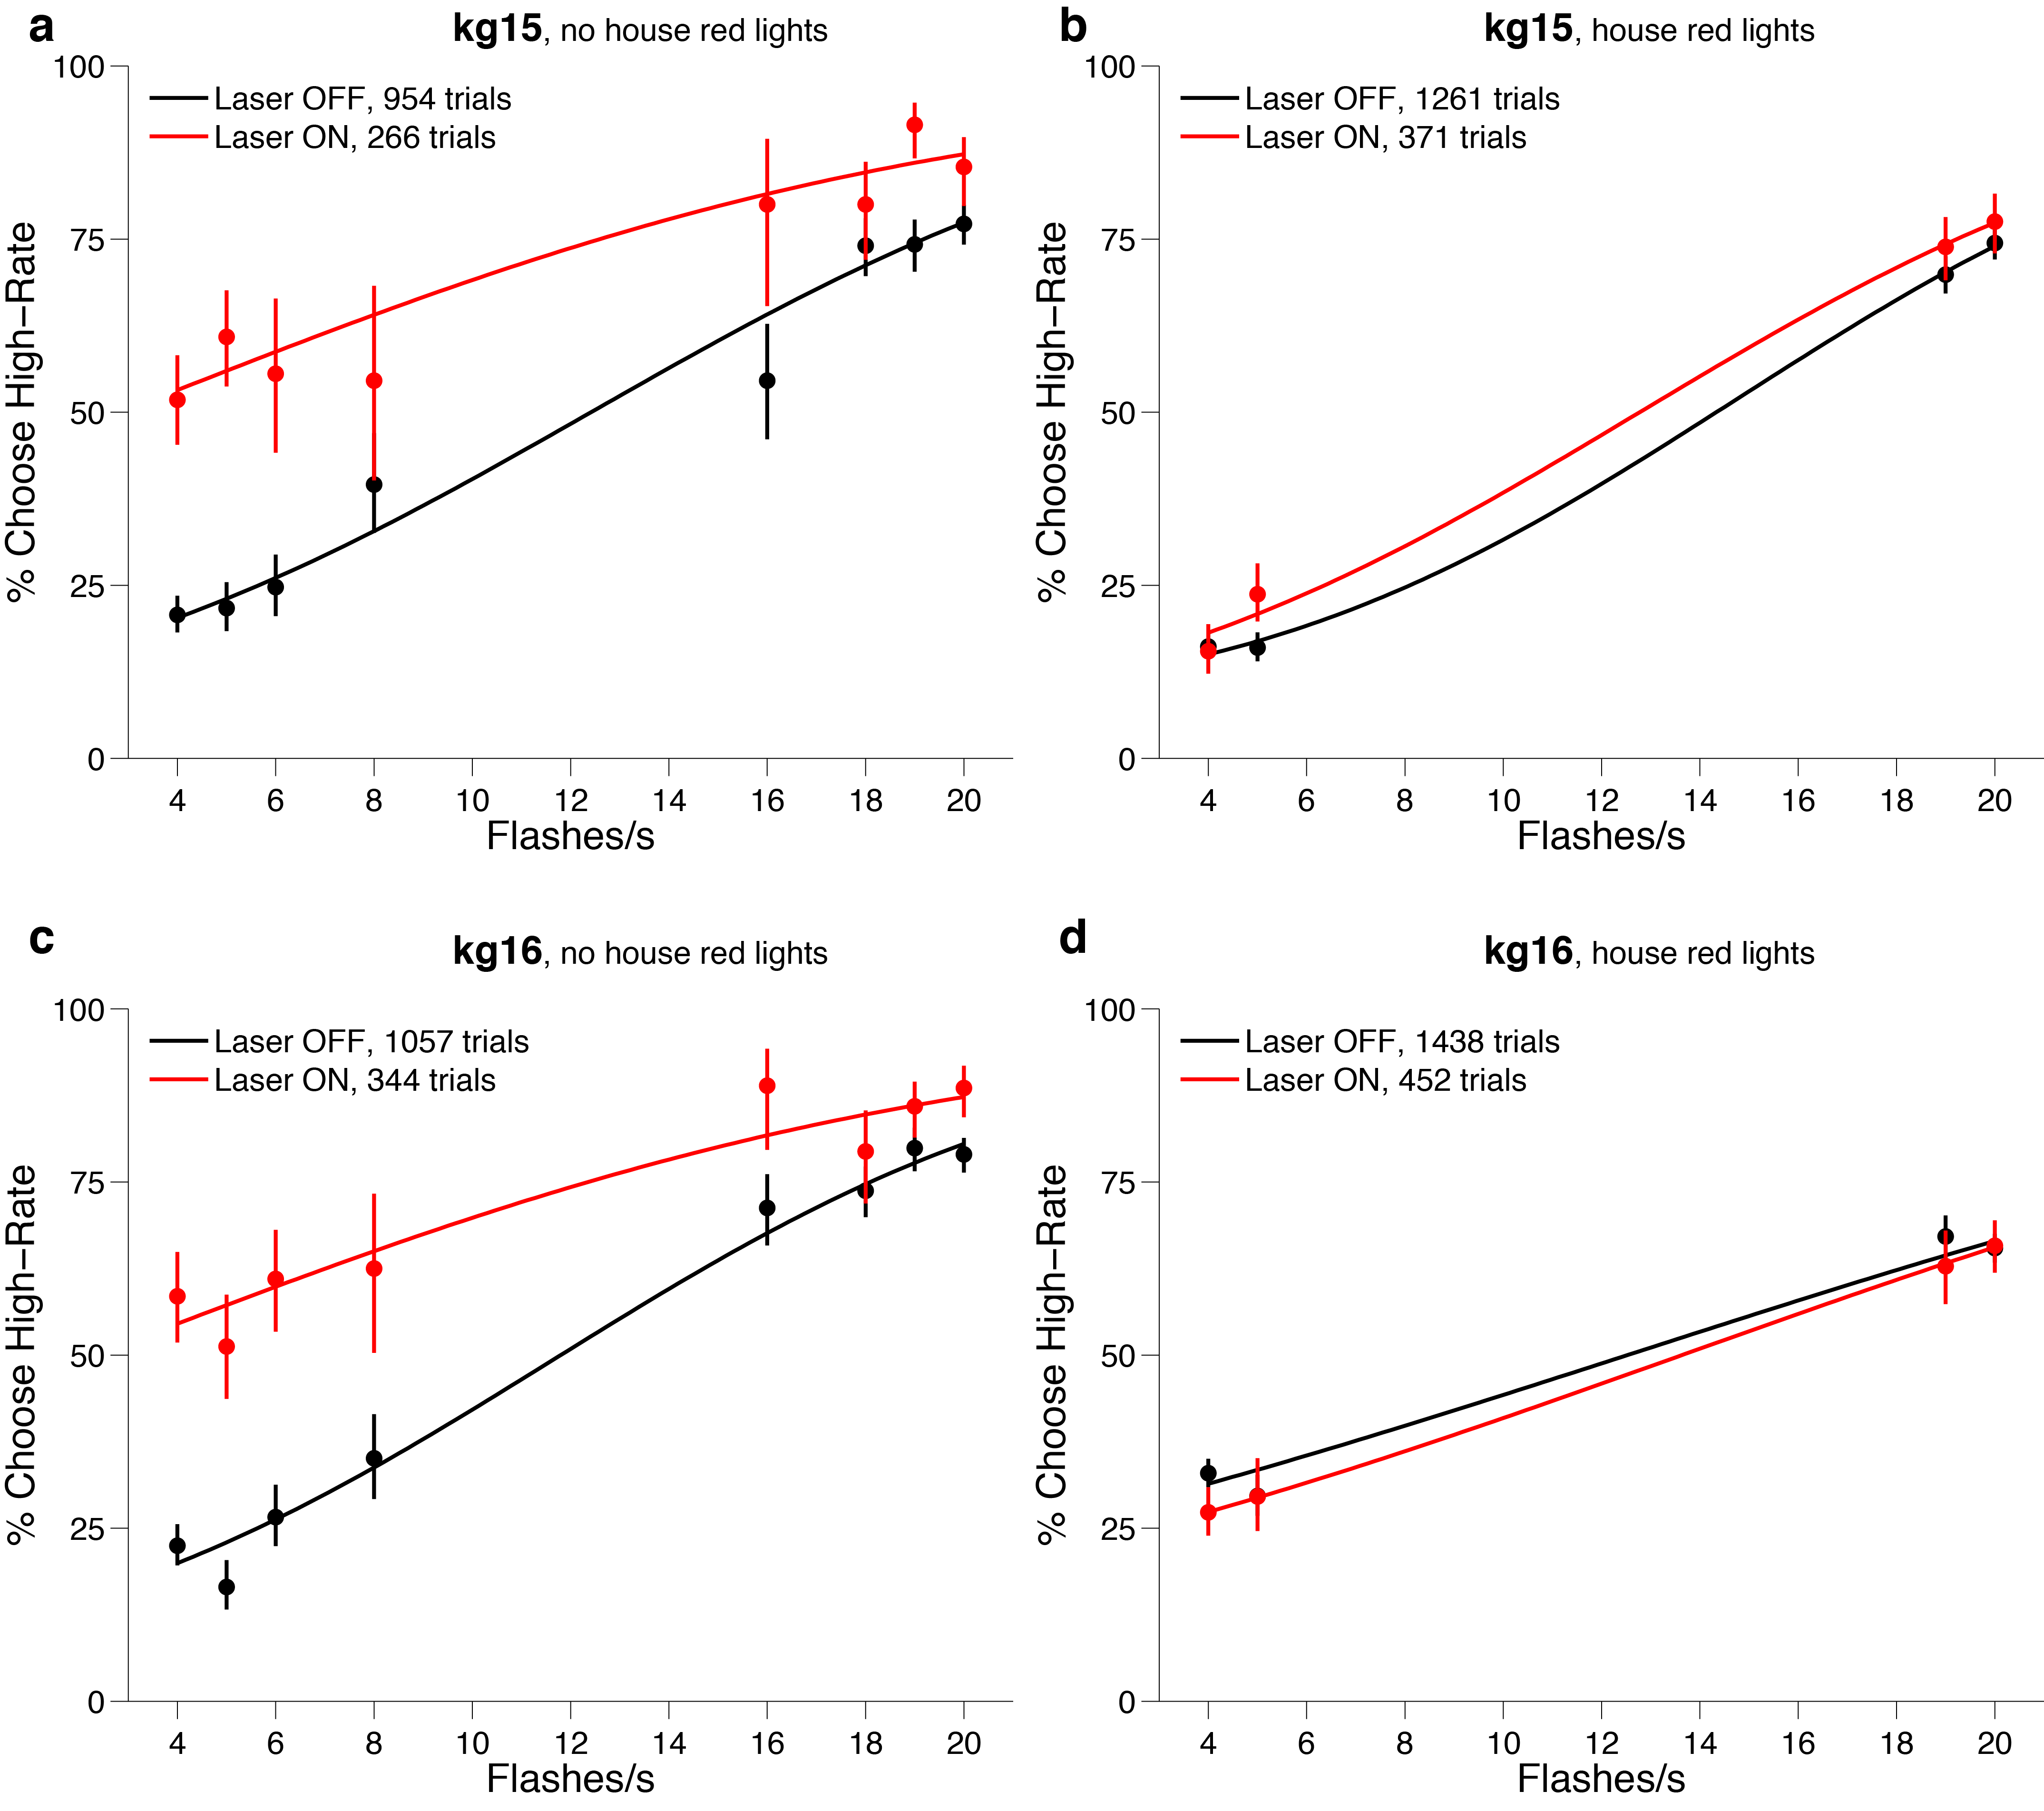 a
kg15, no house red lights
100
75
50
25
0
% Choose High−Rate
Laser OFF, 954 trials
Laser ON, 266 trials
4 6 8 10 12 14 16 18 20
Flashes/s
b
kg15, house red lights
100
75
50
25
0
% Choose High−Rate
Laser OFF, 1261 trials
Laser ON, 371 trials
4 6 8 10 12 14 16 18 20
Flashes/s
c
kg16, no house red lights
100
75
50
25
0
% Choose High−Rate
Laser OFF, 1057 trials
Laser ON, 344 trials
4 6 8 10 12 14 16 18 20
Flashes/s
d
kg16, house red lights
100
75
50
25
0
% Choose High−Rate
Laser OFF, 1438 trials
Laser ON, 452 trials
4 6 8 10 12 14 16 18 20
Flashes/s